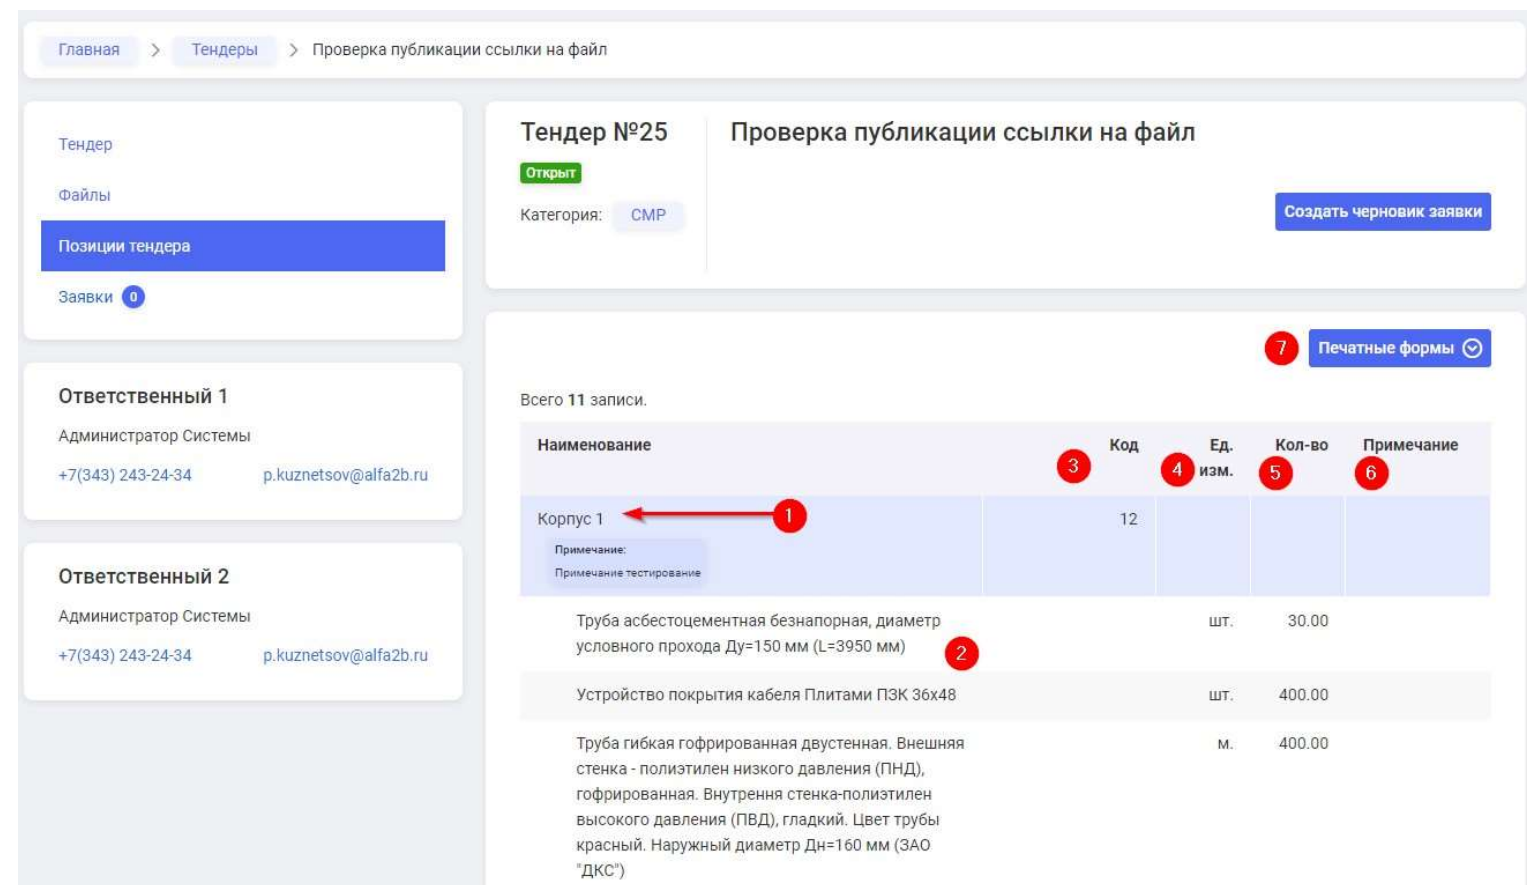 Главная > Тендеры > Проверка публикации ссылки на файл
Тендер
Файлы
Позиции тендера
Заявки 0
Ответственный 1
Администратор Системы
+7(343) 243-24-34 p.kuznetsov@alfa2b.ru
Ответственный 2
Администратор Системы
+7(343) 243-24-34 p.kuznetsov@alfa2b.ru
Тендер №25
Открыт
Категория: СМР
Проверка публикации ссылки на файл
Создать черновик заявки
7 Печатные формы
Всего 11 записи.
Наименование Код Ед. Кол-во Примечание
3 4 изм. 5 6
Корпус 1 1 12
Примечание:
Примечание тестирование
Труба асбестоцементная безнапорная, диаметр шт. 30.00
условного прохода Ду=150 мм (L=3950 мм) 2
Устройство покрытия кабеля Плитами ПЗК 36х48 шт. 400.00
Труба гибкая гофрированная двустенная. Внешняя м. 400.00
стенка - полиэтилен низкого давления (ПНД),
гофрированная. Внутрення стенка-полиэтилен
высокого давления (ПВД), гладкий. Цвет трубы
красный. Наружный диаметр Дн=160 мм (ЗАО
"ДКС")